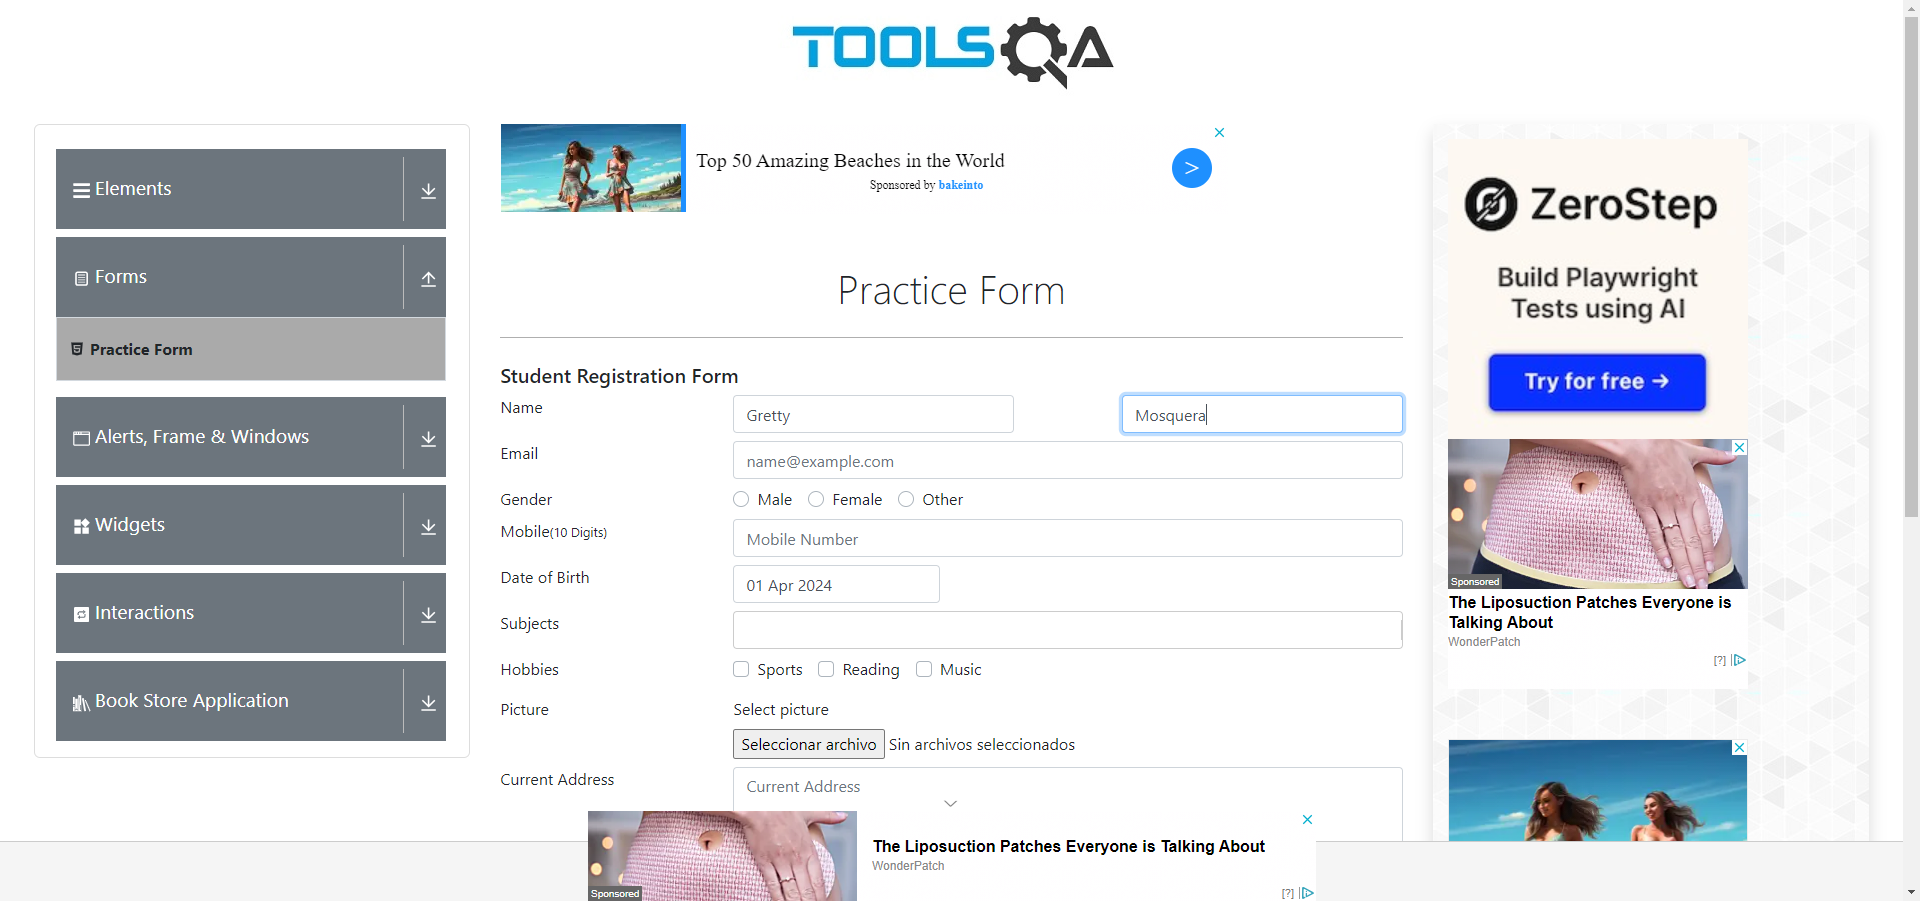 TOOLSQA
Elements
Forms
Practice Form
Alerts, Frame & Windows
Widgets
Interactions
Book Store Application
Top 50 Amazing Beaches in the World
Sponsored by bakeinto
>
Practice Form
Student Registration Form
Name
Gretty
Mosquera
Email
name@example.com
Gender
Male Female Other
Mobile(10 Digits)
Mobile Number
Date of Birth
01 Apr 2024
Subjects
Hobbies
Sports Reading Music
Picture
Select picture
Seleccionar archivo Sin archivos seleccionados
Current Address
Current Address
Sponsored
The Liposuction Patches Everyone is Talking About
WonderPatch
[?]
ZeroStep
Build Playwright
Tests using AI
Try for free →
Sponsored
The Liposuction Patches Everyone is
Talking About
WonderPatch
[?]